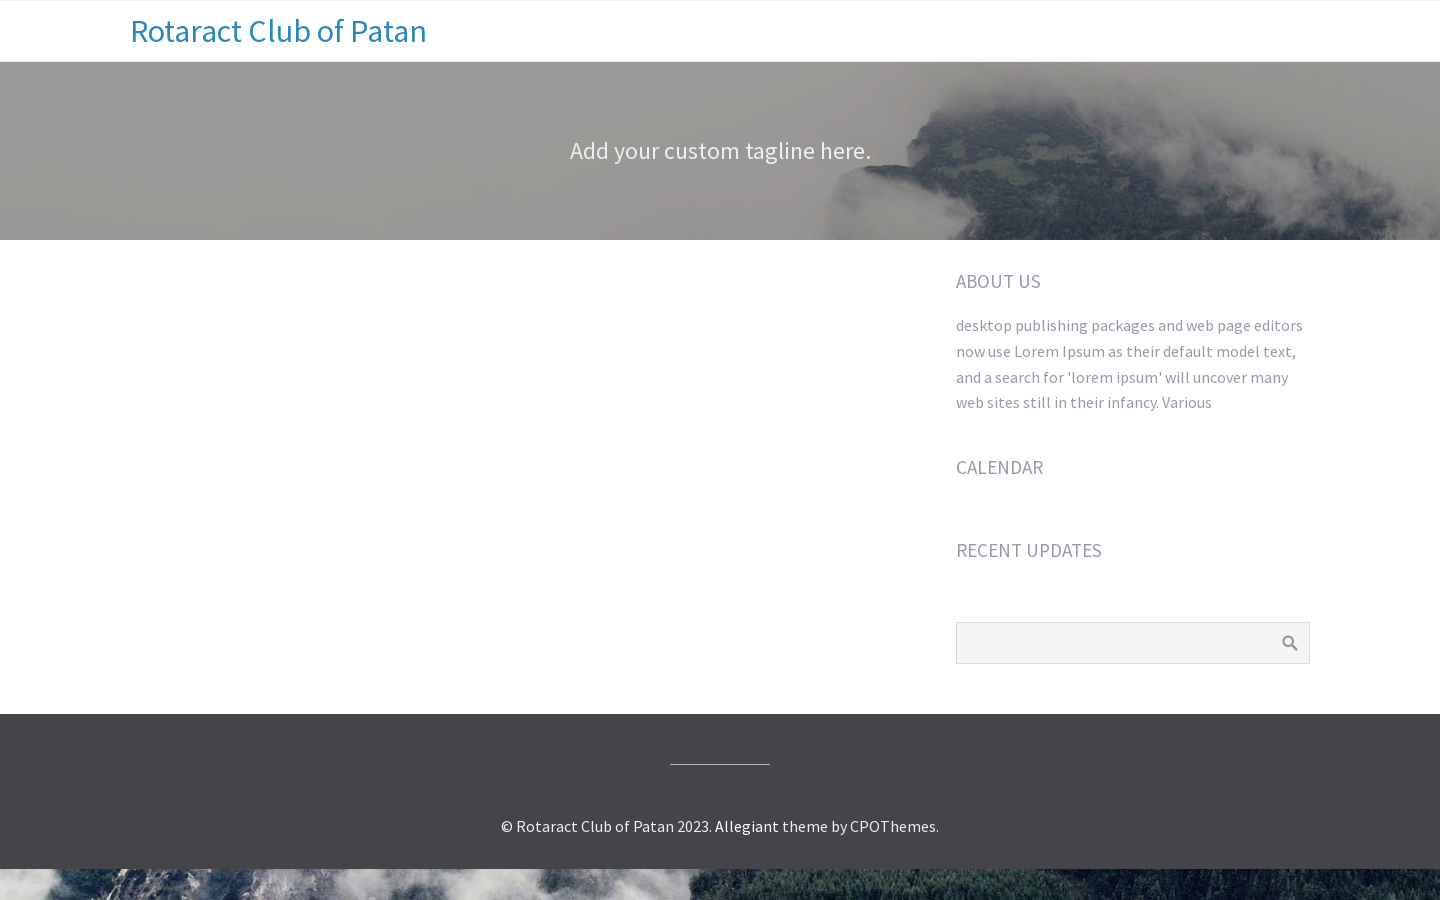 Rotaract Club of Patan
Add your custom tagline here.
ABOUT US
desktop publishing packages and web page editors
now use Lorem Ipsum as their default model text,
and a search for 'lorem ipsum' will uncover many
web sites still in their infancy. Various
CALENDAR
RECENT UPDATES
© Rotaract Club of Patan 2023. Allegiant theme by CPOThemes.